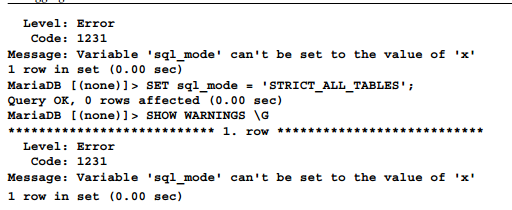 Level: Error
Code: 1231
Message: Variable 'sql_mode' can't be set to the value of 'x'
1 row in set (0.00 sec)
MariaDB [(none)]> SET sql_mode = 'STRICT_ALL_TABLES';
Query OK, 0 rows affected (0.00 sec)
MariaDB [(none)]> SHOW WARNINGS \G
*************************** 1. row ***************************
Level: Error
Code: 1231
Message: Variable 'sql_mode' can't be set to the value of 'x'
1 row in set (0.00 sec)